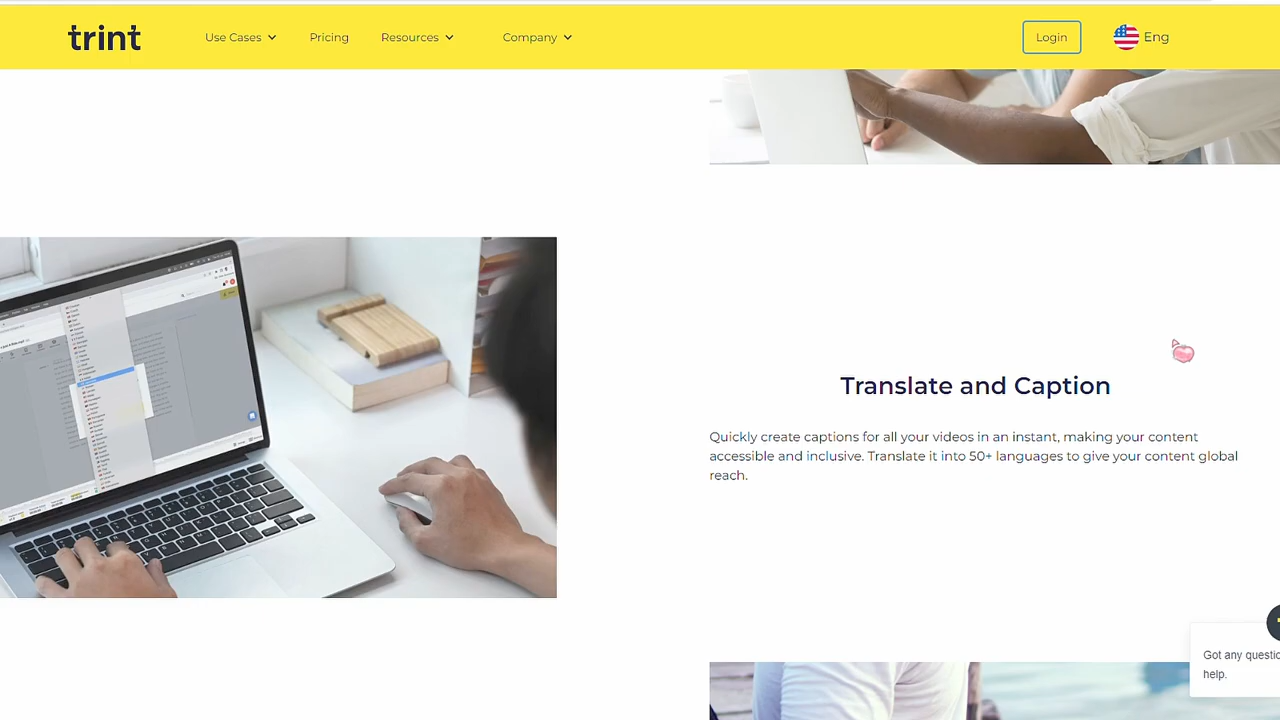 trint
Use Cases
Pricing
Resources
Company
Login
Eng
Translate and Caption
Quickly create captions for all your videos in an instant, making your content
accessible and inclusive. Translate it into 50+ languages to give your content global
reach.
Got any
help.